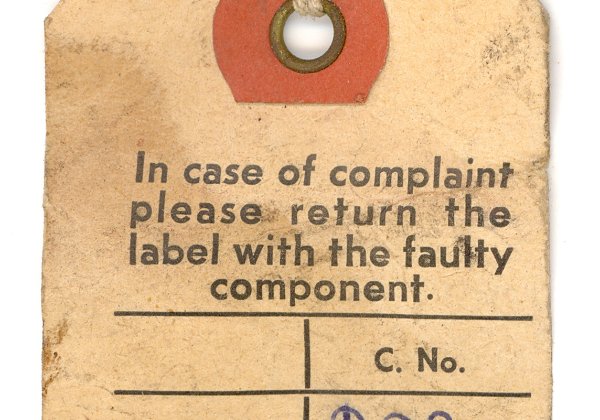 In case of complaint
please return the
label with the faulty
component.
C. No.